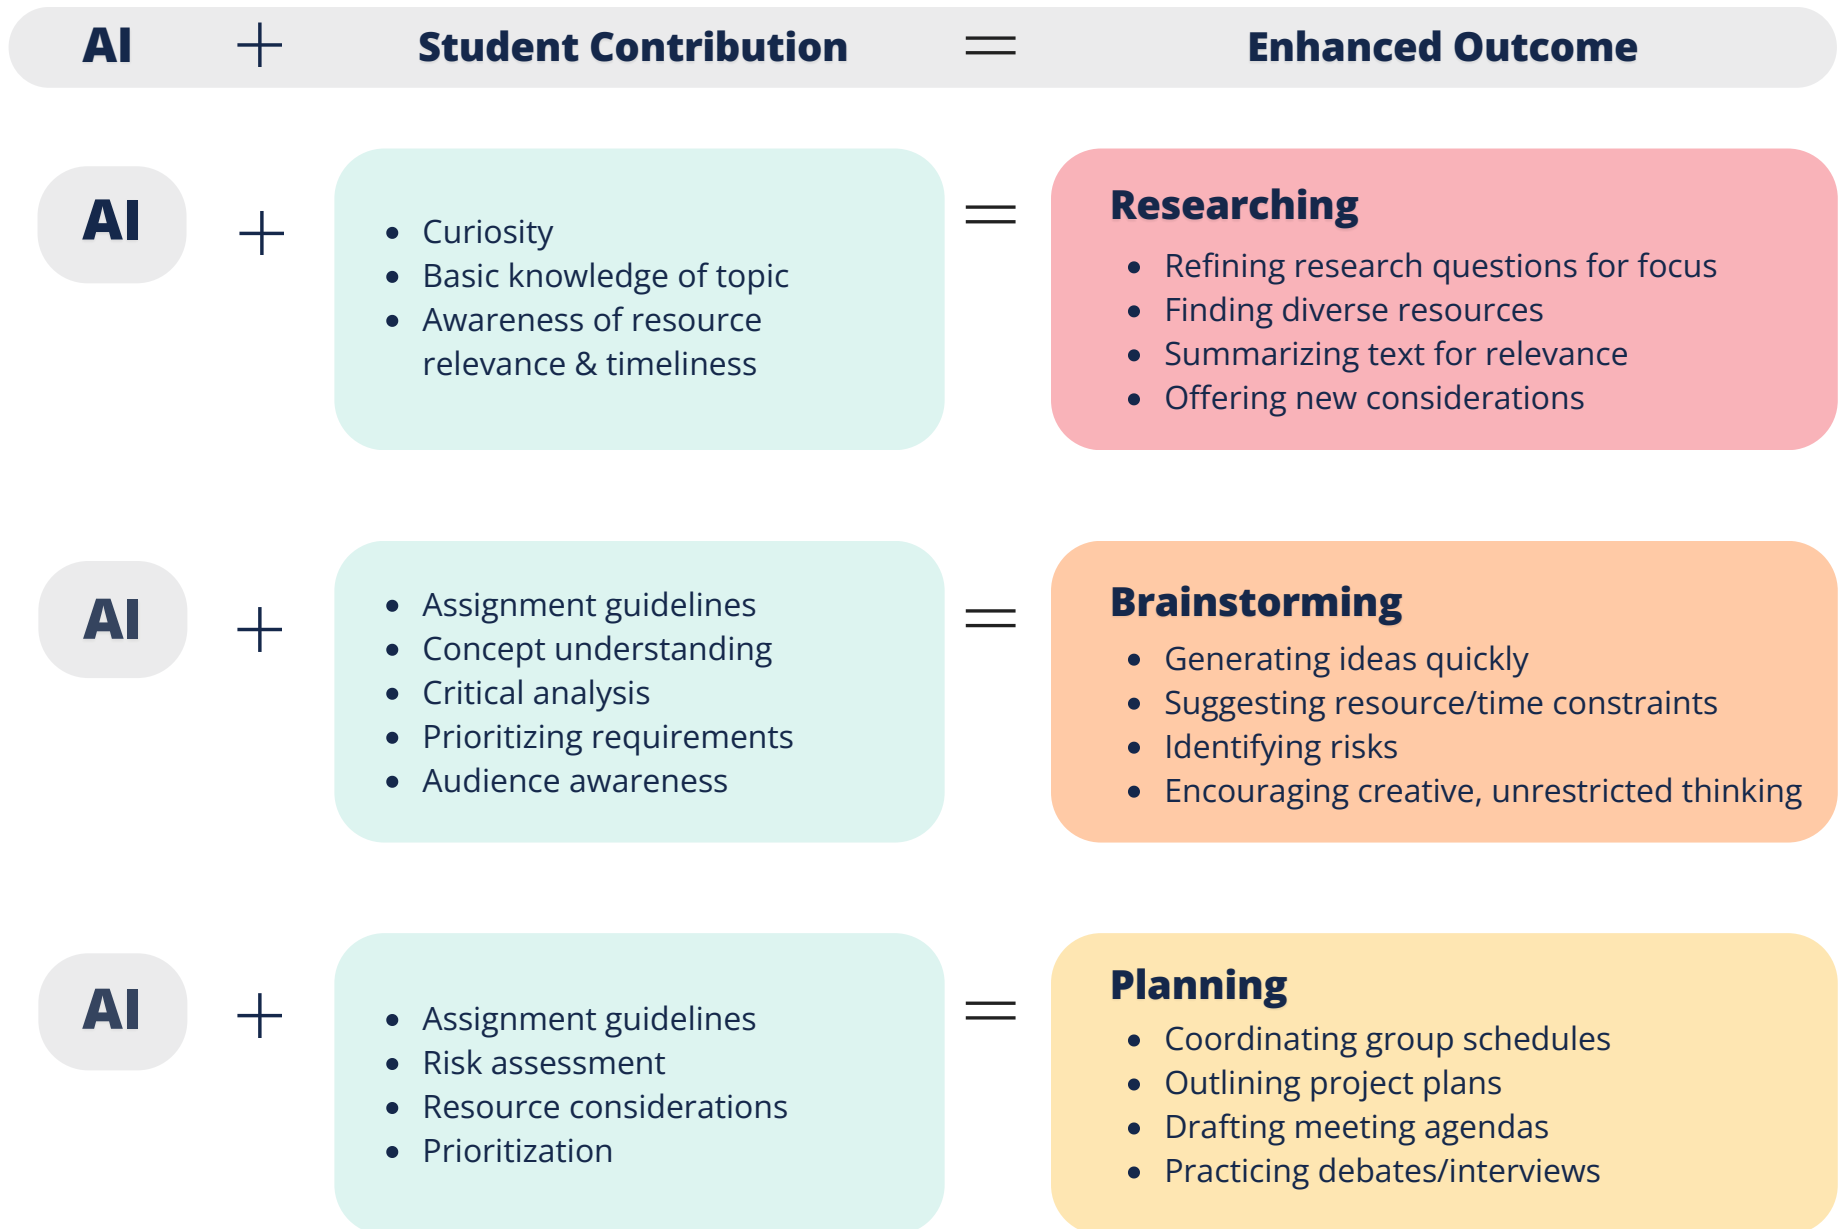 AI + Student Contribution = Enhanced Outcome
AI
+
• Curiosity
• Basic knowledge of topic
• Awareness of resource
relevance & timeliness
=
Researching
• Refining research questions for focus
• Finding diverse resources
• Summarizing text for relevance
• Offering new considerations
AI
+
• Assignment guidelines
• Concept understanding
• Critical analysis
• Prioritizing requirements
• Audience awareness
=
Brainstorming
• Generating ideas quickly
• Suggesting resource/time constraints
• Identifying risks
• Encouraging creative, unrestricted thinking
AI
+
• Assignment guidelines
• Risk assessment
• Resource considerations
• Prioritization
=
Planning
• Coordinating group schedules
• Outlining project plans
• Drafting meeting agendas
• Practicing debates/interviews